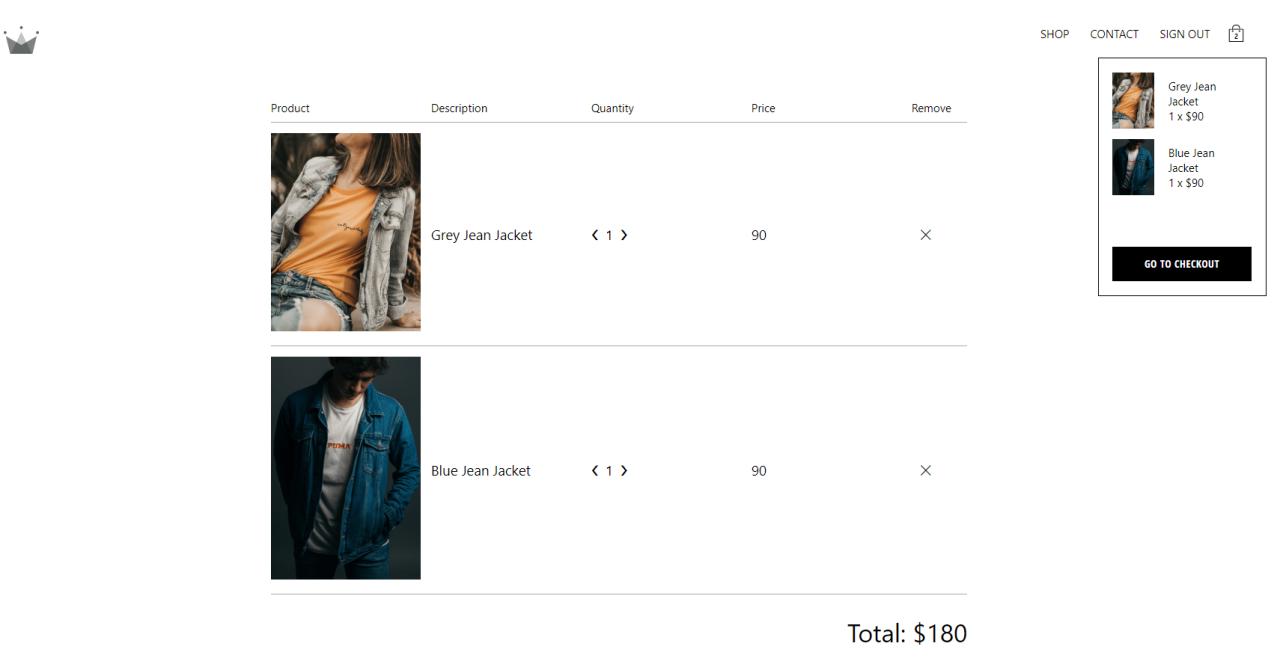 SHOP CONTACT SIGN OUT 2
Grey Jean
Jacket
1 x $90
Blue Jean
Jacket
1 x $90
GO TO CHECKOUT
Product Description Quantity Price Remove
Grey Jean Jacket ❮ 1 ❯ 90 ✕
PUMA
Blue Jean Jacket ❮ 1 ❯ 90 ✕
Total: $180